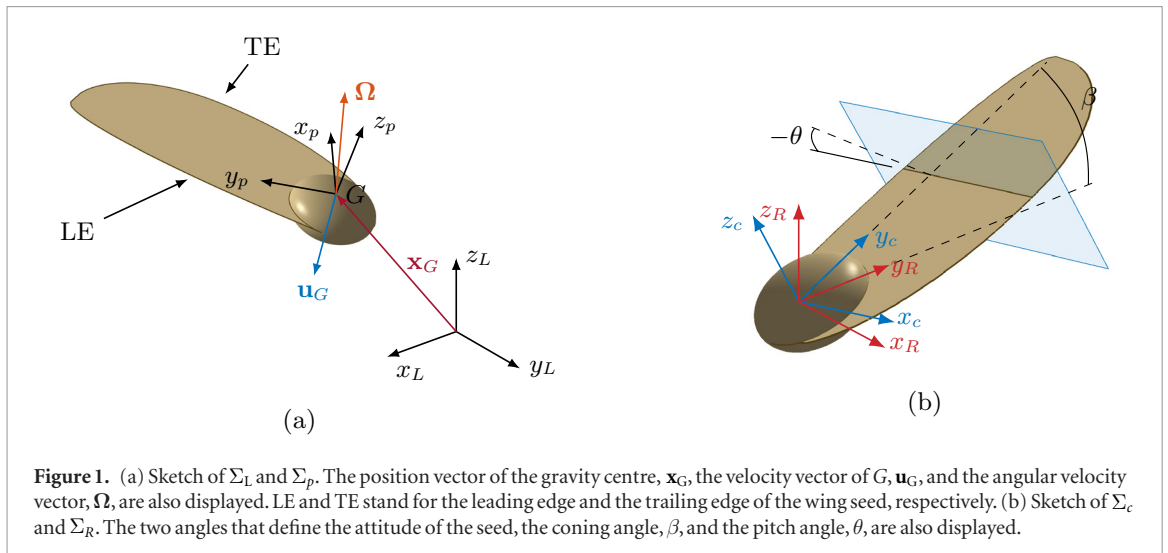 TE
Ω
x_p
z_p
y_p
G
LE
x_G
u_G
z_L
x_L
y_L
(a)
β
−θ
z_R
z_c
y_c
y_R
x_c
x_R
(b)
Figure 1. (a) Sketch of Σ_L and Σ_p. The position vector of the gravity centre, x_G, the velocity vector of G, u_G, and the angular velocity
vector, Ω, are also displayed. LE and TE stand for the leading edge and the trailing edge of the wing seed, respectively. (b) Sketch of Σ_c
and Σ_R. The two angles that define the attitude of the seed, the coning angle, β, and the pitch angle, θ, are also displayed.